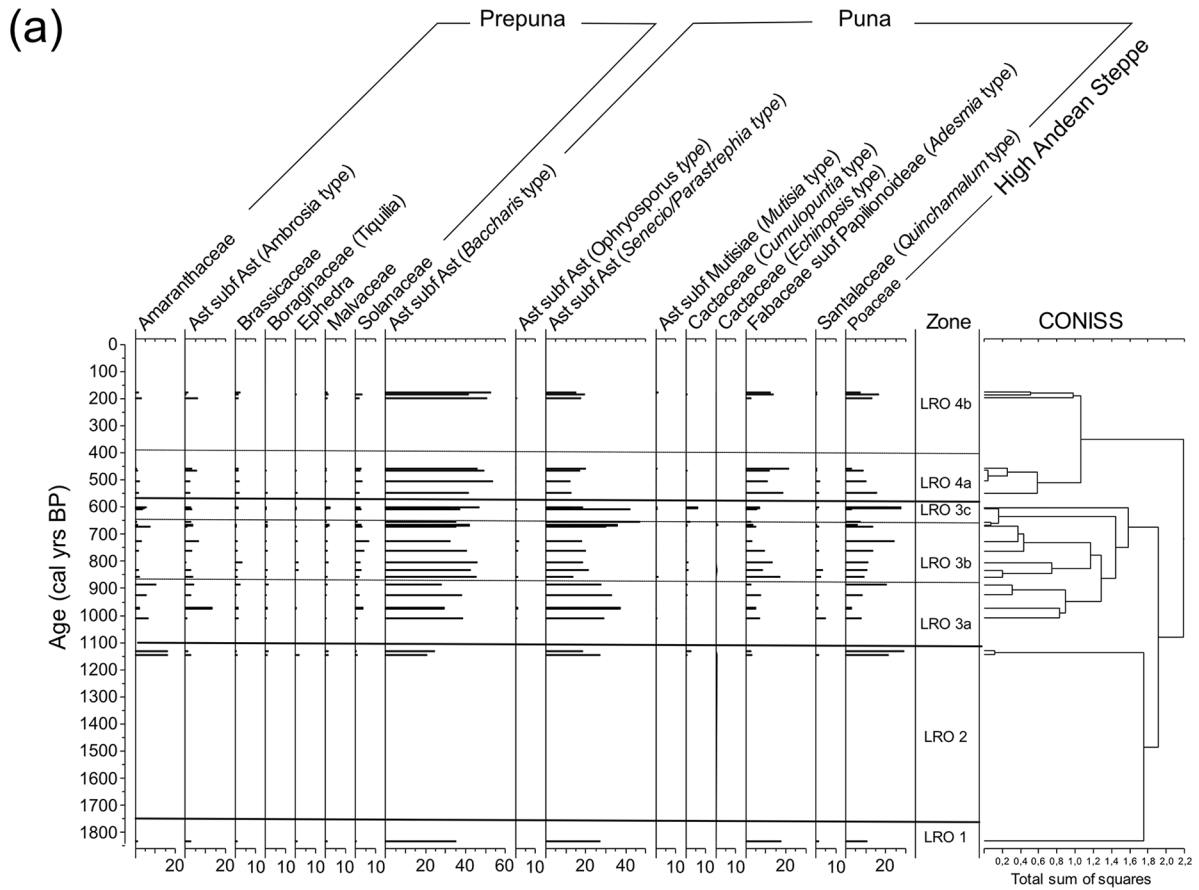 (a)
Prepuna
Puna
High Andean Steppe
Amaranthaceae
Ast subf Ast (Ambrosia type)
Brassicaceae
Boraginaceae (Tiquilia)
Ephedra
Malvaceae
Solanaceae
Ast subf Ast (Baccharis type)
Ast subf Ast (Ophryosporus type)
Ast subf Ast (Senecio/Parastrephia type)
Ast subf Mutisiae (Mutisia type)
Cactaceae (Cumulopuntia type)
Cactaceae (Echinopsis type)
Fabaceae subf Papilionoideae (Adesmia type)
Santalaceae (Quinchamalum type)
Poaceae
Zone
CONISS
Age (cal yrs BP)
0
100
200
300
400
500
600
700
800
900
1000
1100
1200
1300
1400
1500
1600
1700
1800
LRO 4b
LRO 4a
LRO 3c
LRO 3b
LRO 3a
LRO 2
LRO 1
20 20 10 10 10 10 10 20 40 60 10 20 40 10 10 10 20 10 20
0,2 0,4 0,6 0,8 1,0 1,2 1,4 1,6 1,8 2,0 2,2
Total sum of squares